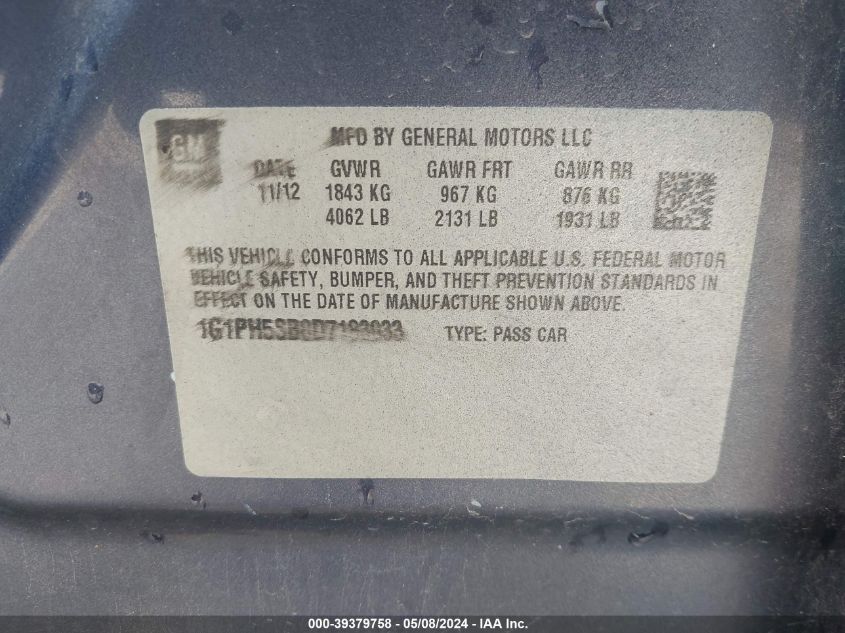 GM
MFD BY GENERAL MOTORS LLC
DATE GVWR GAWR FRT GAWR RR
11/12 1843 KG 967 KG 876 KG
4062 LB 2131 LB 1931 LB
THIS VEHICLE CONFORMS TO ALL APPLICABLE U.S. FEDERAL MOTOR
VEHICLE SAFETY, BUMPER, AND THEFT PREVENTION STANDARDS IN
EFFECT ON THE DATE OF MANUFACTURE SHOWN ABOVE.
TYPE: PASS CAR
000-39379758 - 05/08/2024 - IAA Inc.